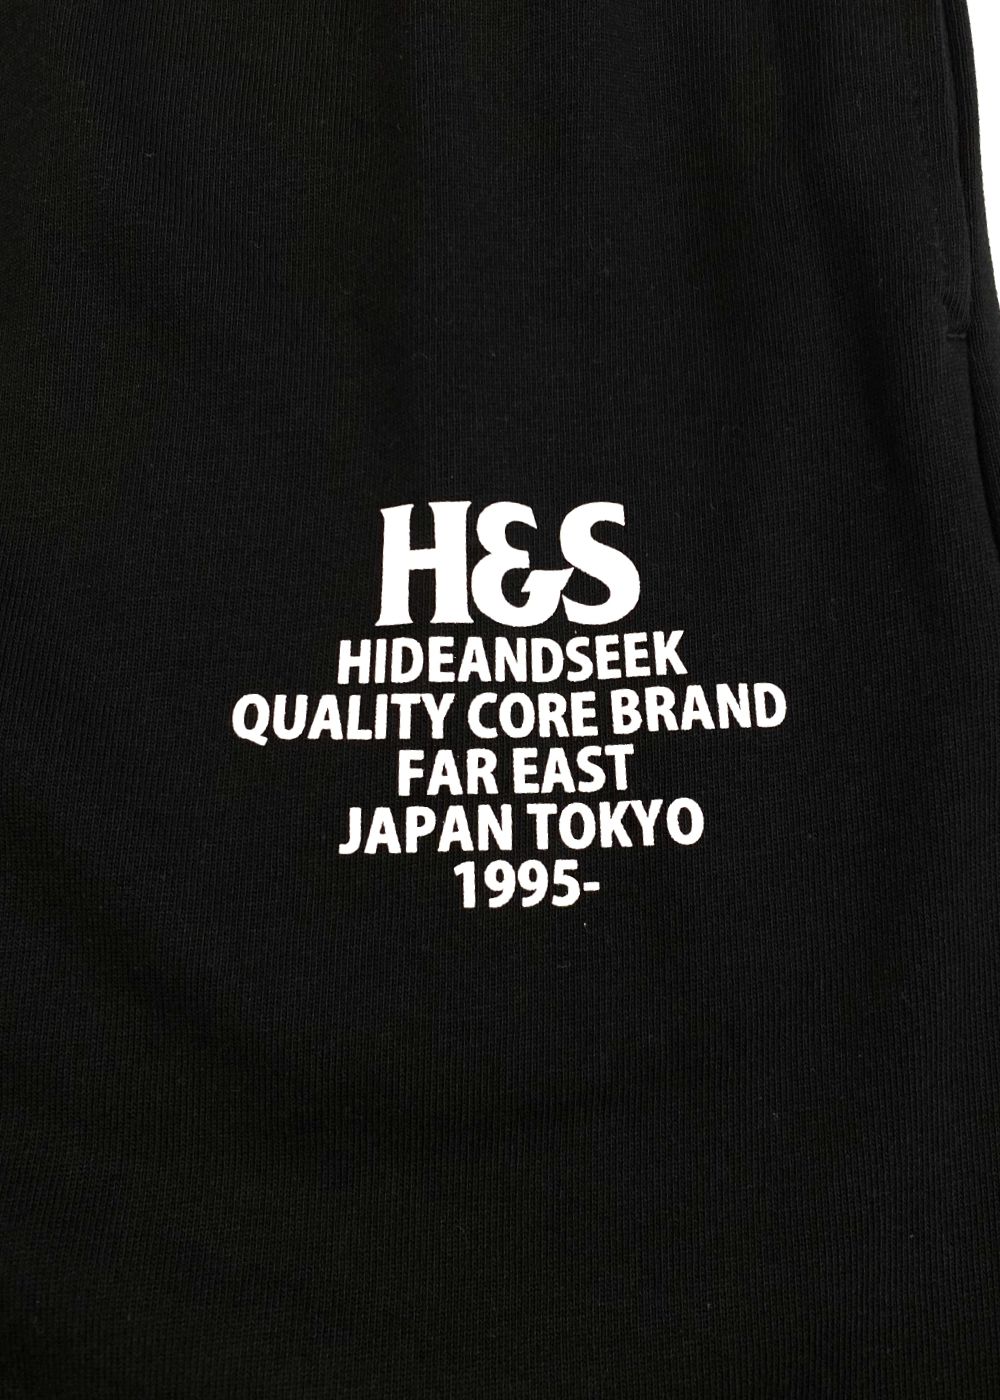 H&S
HIDEANDSEEK
QUALITY CORE BRAND
FAR EAST
JAPAN TOKYO
1995-